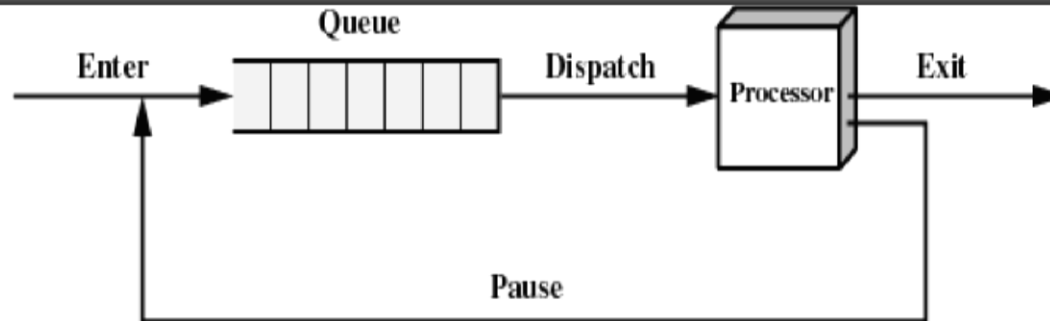 Queue
Enter
Dispatch
Processor
Exit
Pause